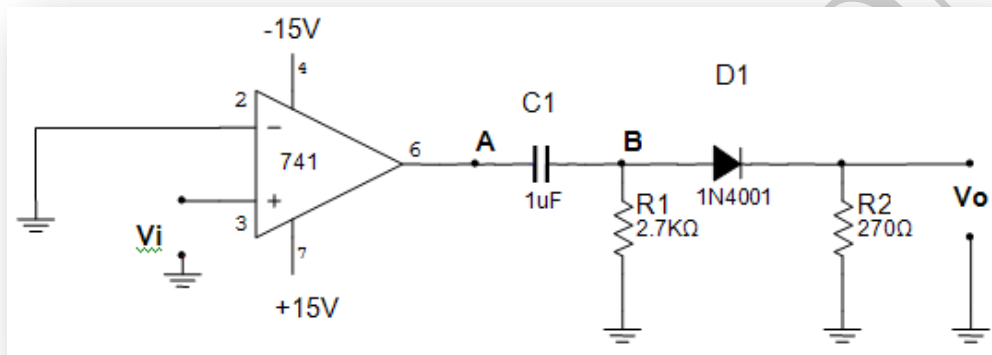 -15V
4
D1
2
C1
A
B
6
741
1uF
1N4001
R1
2.7KΩ
R2
270Ω
Vo
3
Vi
7
+15V